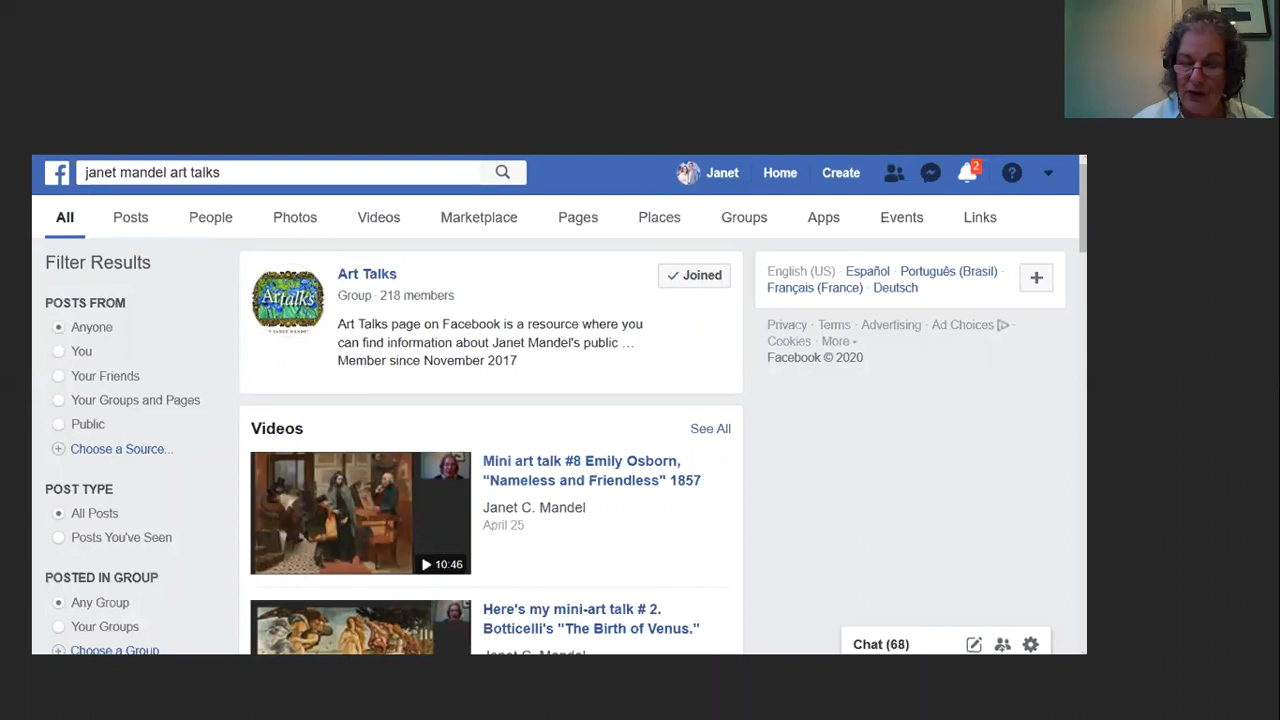 janet mandel art talks
Janet Home Create 2
All Posts People Photos Videos Marketplace Pages Places Groups Apps Events Links
Filter Results
POSTS FROM
Anyone
You
Your Friends
Your Groups and Pages
Public
Choose a Source...
POST TYPE
All Posts
Posts You've Seen
POSTED IN GROUP
Any Group
Your Groups
Choose a Group
Artalks
Art Talks
Group · 218 members
Joined
Art Talks page on Facebook is a resource where you
can find information about Janet Mandel's public …
Member since November 2017
Videos
See All
10:46
Mini art talk #8 Emily Osborn,
"Nameless and Friendless" 1857
Janet C. Mandel
April 25
Here's my mini-art talk # 2.
Botticelli's "The Birth of Venus."
Janet C. Mandel
English (US) · Español · Português (Brasil) ·
Français (France) · Deutsch
Privacy · Terms · Advertising · Ad Choices ·
Cookies · More
Facebook © 2020
Chat (68)